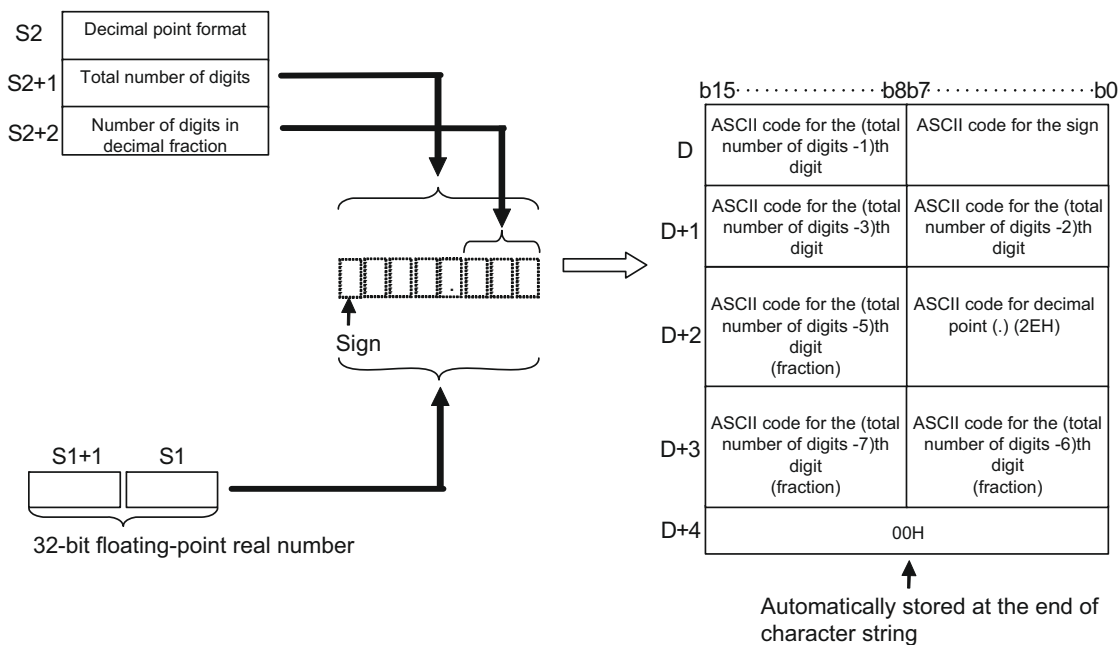 S2
Decimal point format
S2+1
Total number of digits
S2+2
Number of digits in
decimal fraction
.
Sign
S1+1
S1
32-bit floating-point real number
b15·············b8b7···············b0
D
ASCII code for the (total
number of digits -1)th
digit
ASCII code for the sign
D+1
ASCII code for the (total
number of digits -3)th
digit
ASCII code for the (total
number of digits -2)th
digit
D+2
ASCII code for the (total
number of digits -5)th
digit
(fraction)
ASCII code for decimal
point (.) (2EH)
D+3
ASCII code for the (total
number of digits -7)th
digit
(fraction)
ASCII code for the (total
number of digits -6)th
digit
(fraction)
D+4
00H
Automatically stored at the end of
character string